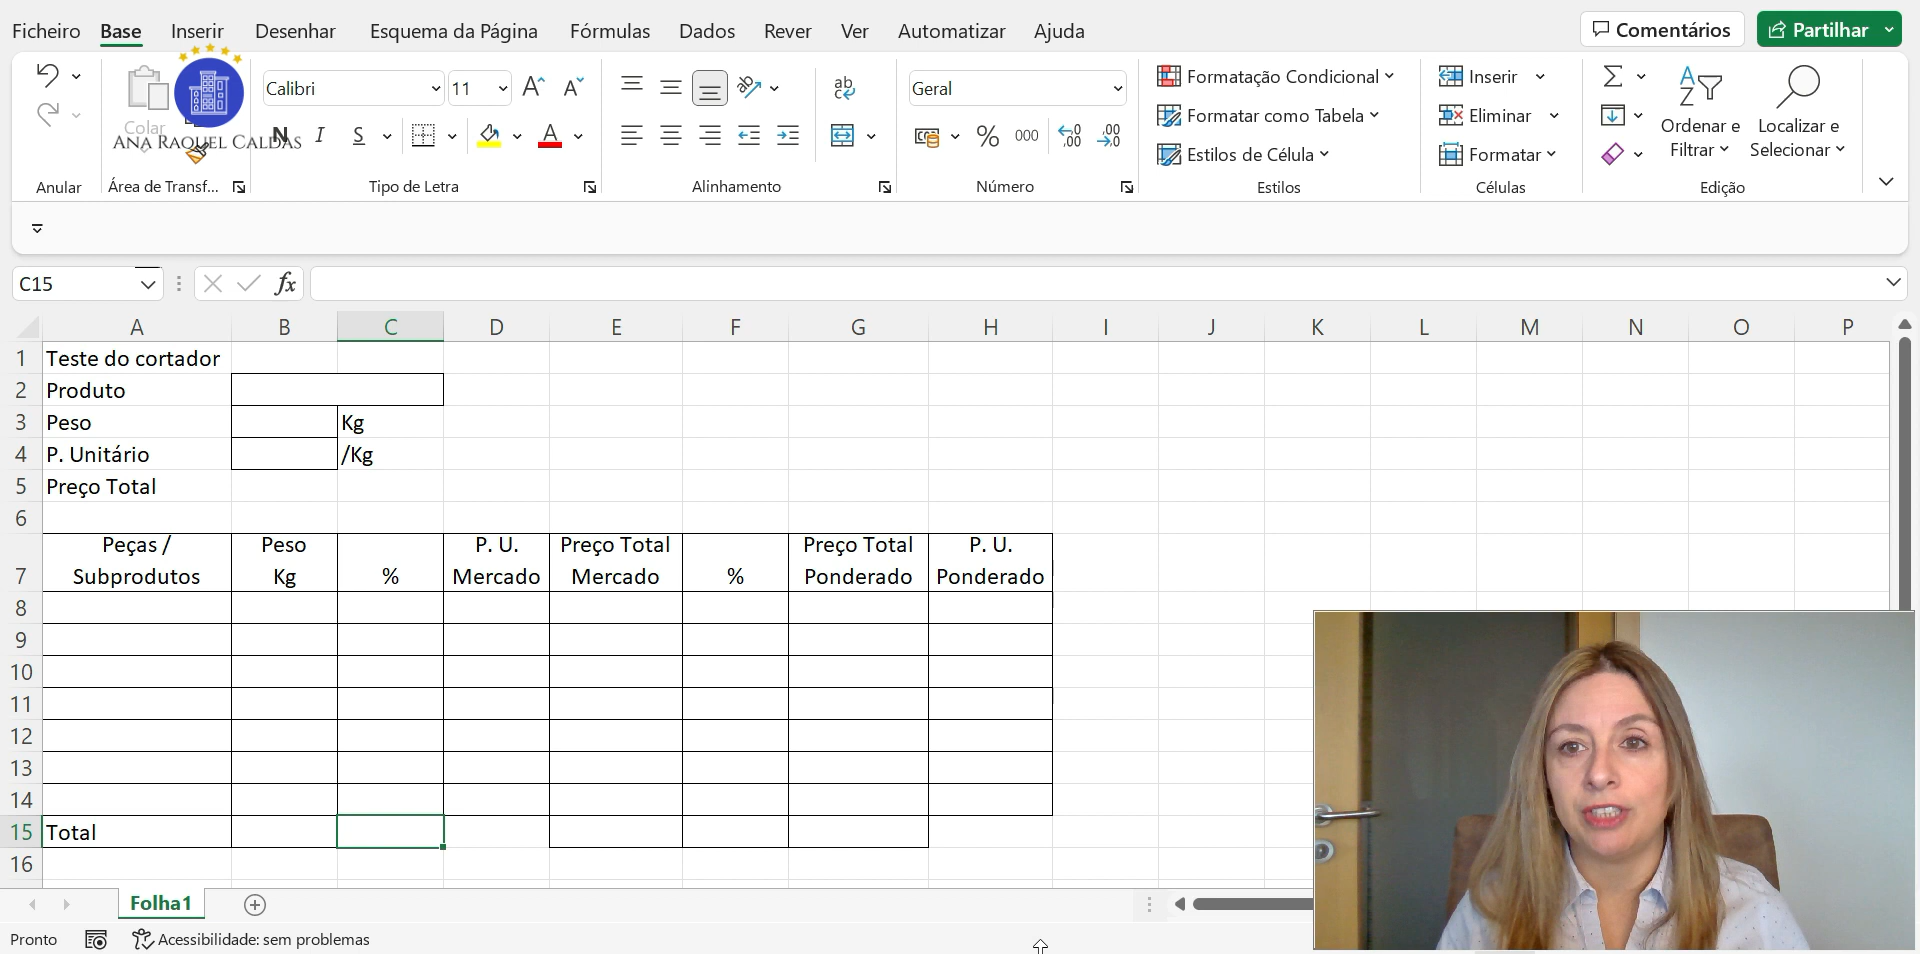 Ficheiro Base Inserir Desenhar Esquema da Página Fórmulas Dados Rever Ver Automatizar Ajuda Comentários Partilhar
Calibri 11 Geral Formatação Condicional Inserir
Colar N I S A % 000 Formatar como Tabela Eliminar Ordenar e Filtrar Localizar e Selecionar
ANA RAQUEL CALDAS
Estilos de Célula Formatar
Anular Área de Transf... Tipo de Letra Alinhamento Número Estilos Células Edição
C15 fx
A B C D E F G H I J K L M N O P
1 Teste do cortador
2 Produto
3 Peso Kg
4 P. Unitário /Kg
5 Preço Total
6
Peças / Peso P. U. Preço Total Preço Total P. U.
7 Subprodutos Kg % Mercado Mercado % Ponderado Ponderado
8
9
10
11
12
13
14
15 Total
16
Folha1
Pronto Acessibilidade: sem problemas